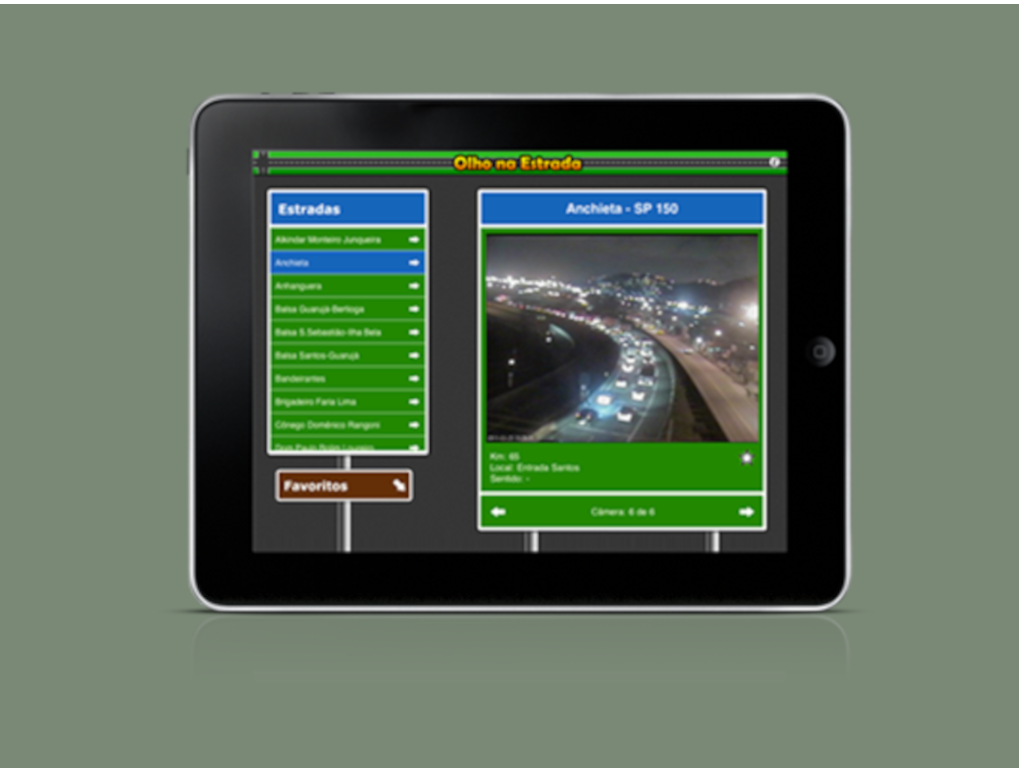 Olho na Estrada
Estradas
Alkindar Monteiro Junqueira
Anchieta
Anhanguera
Balsa Guarujá-Bertioga
Balsa S.Sebastião-Ilha Bela
Balsa Santos-Guarujá
Bandeirantes
Brigadeiro Faria Lima
Cônego Domênico Rangoni
Favoritos
Anchieta - SP 150
Km: 65
Local: Entrada Santos
Sentido: -
Câmera: 6 de 6